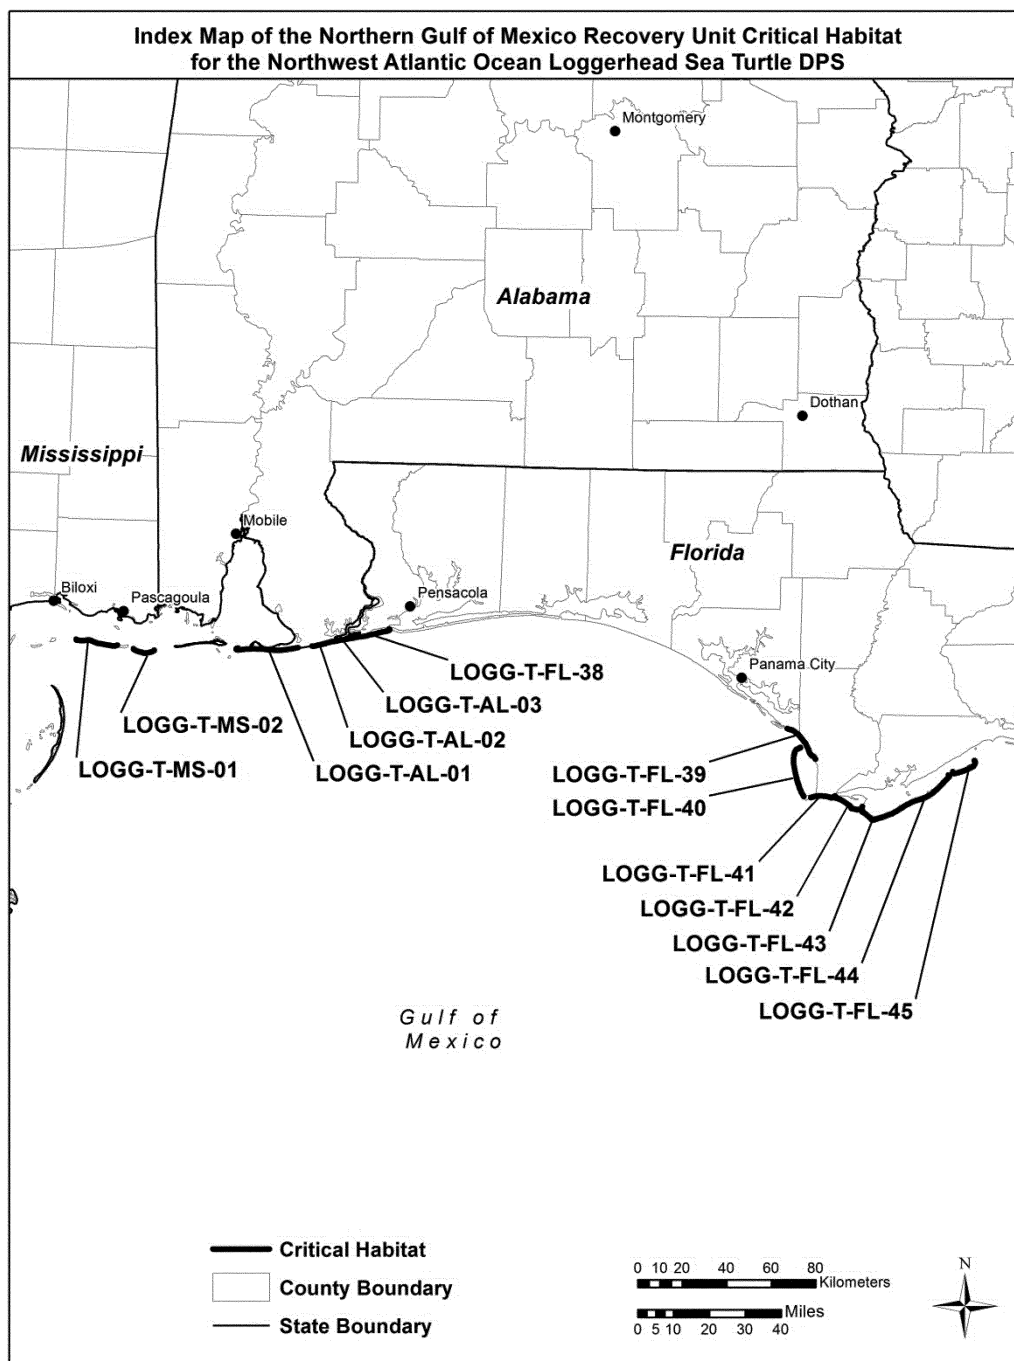 Index Map of the Northern Gulf of Mexico Recovery Unit Critical Habitat
for the Northwest Atlantic Ocean Loggerhead Sea Turtle DPS
Montgomery
Alabama
Dothan
Mississippi
Mobile
Florida
Biloxi
Pascagoula
Pensacola
Panama City
LOGG-T-FL-38
LOGG-T-AL-03
LOGG-T-MS-02
LOGG-T-AL-02
LOGG-T-MS-01
LOGG-T-AL-01
LOGG-T-FL-39
LOGG-T-FL-40
LOGG-T-FL-41
LOGG-T-FL-42
LOGG-T-FL-43
LOGG-T-FL-44
LOGG-T-FL-45
Gulf of
Mexico
Critical Habitat
County Boundary
State Boundary
0 10 20 40 60 80
Kilometers
Miles
0 5 10 20 30 40
N